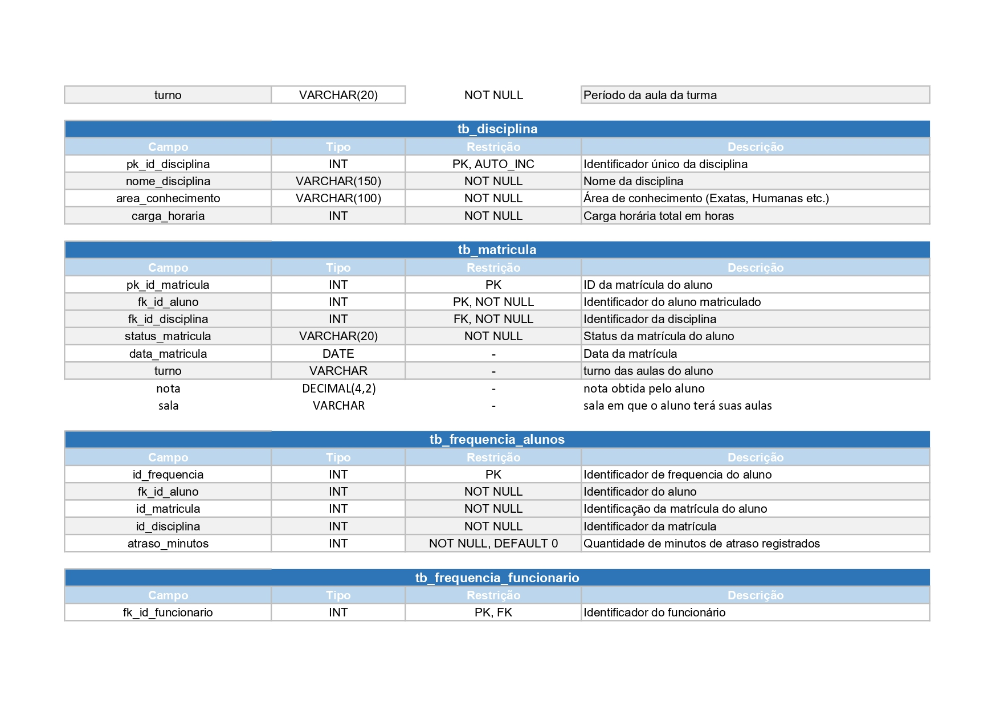 turno VARCHAR(20) NOT NULL Período da aula da turma
tb_disciplina
Campo Tipo Restrição Descrição
pk_id_disciplina INT PK, AUTO_INC Identificador único da disciplina
nome_disciplina VARCHAR(150) NOT NULL Nome da disciplina
area_conhecimento VARCHAR(100) NOT NULL Área de conhecimento (Exatas, Humanas etc.)
carga_horaria INT NOT NULL Carga horária total em horas
tb_matricula
Campo Tipo Restrição Descrição
pk_id_matricula INT PK ID da matrícula do aluno
fk_id_aluno INT PK, NOT NULL Identificador do aluno matriculado
fk_id_disciplina INT FK, NOT NULL Identificador da disciplina
status_matricula VARCHAR(20) NOT NULL Status da matrícula do aluno
data_matricula DATE - Data da matrícula
turno VARCHAR - turno das aulas do aluno
nota DECIMAL(4,2) - nota obtida pelo aluno
sala VARCHAR - sala em que o aluno terá suas aulas
tb_frequencia_alunos
Campo Tipo Restrição Descrição
id_frequencia INT PK Identificador de frequencia do aluno
fk_id_aluno INT NOT NULL Identificador do aluno
id_matricula INT NOT NULL Identificação da matrícula do aluno
id_disciplina INT NOT NULL Identificador da matrícula
atraso_minutos INT NOT NULL, DEFAULT 0 Quantidade de minutos de atraso registrados
tb_frequencia_funcionario
Campo Tipo Restrição Descrição
fk_id_funcionario INT PK, FK Identificador do funcionário